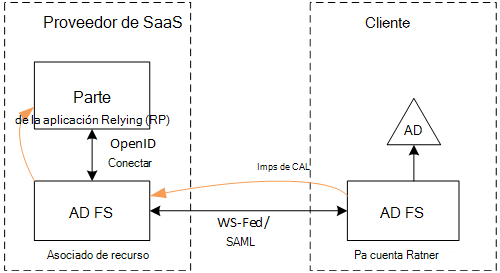 Proveedor de SaaS
Cliente
Parte
de la aplicación Relying (RP)
OpenID
Conectar
AD
Imps de CAL
AD FS
WS-Fed/
SAML
AD FS
Asociado de recurso
Pa cuenta Ratner